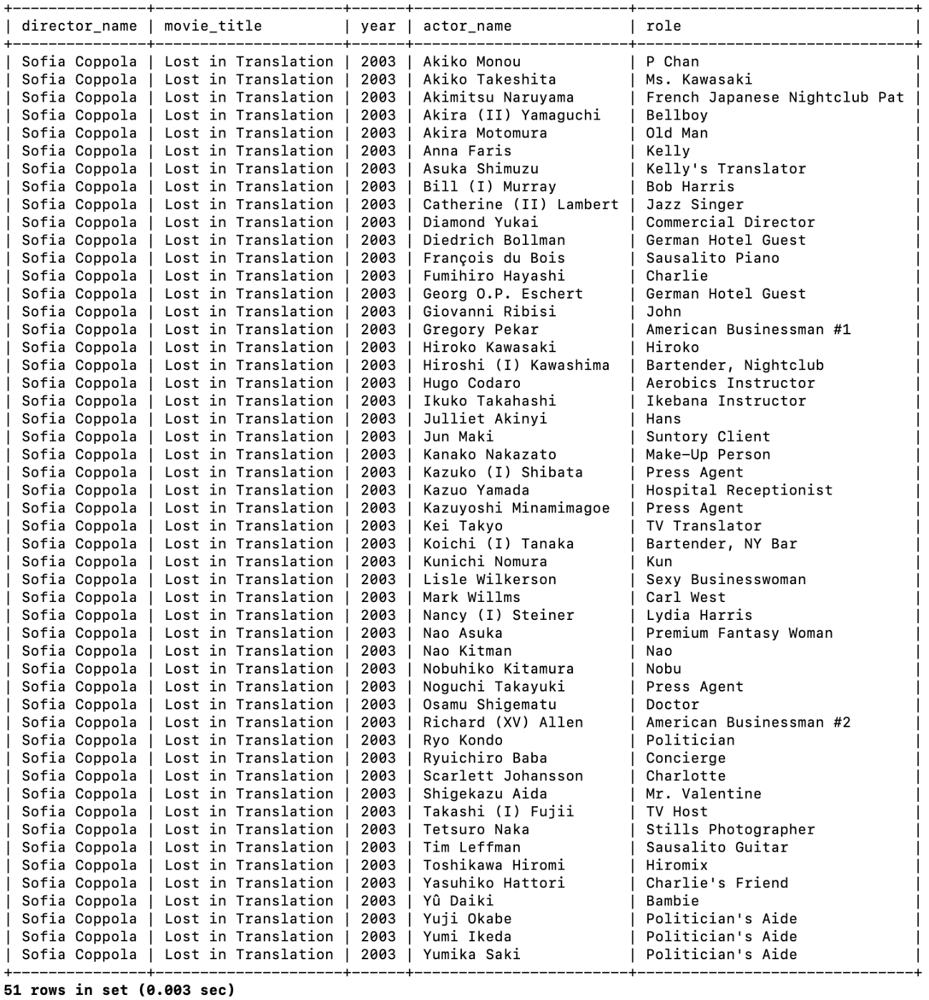 +---------------+---------------------+------+-------------------------+-------------------------------+
| director_name | movie_title         | year | actor_name              | role                          |
+---------------+---------------------+------+-------------------------+-------------------------------+
| Sofia Coppola | Lost in Translation | 2003 | Akiko Monou             | P Chan                        |
| Sofia Coppola | Lost in Translation | 2003 | Akiko Takeshita         | Ms. Kawasaki                  |
| Sofia Coppola | Lost in Translation | 2003 | Akimitsu Naruyama       | French Japanese Nightclub Pat |
| Sofia Coppola | Lost in Translation | 2003 | Akira (II) Yamaguchi    | Bellboy                       |
| Sofia Coppola | Lost in Translation | 2003 | Akira Motomura          | Old Man                       |
| Sofia Coppola | Lost in Translation | 2003 | Anna Faris              | Kelly                         |
| Sofia Coppola | Lost in Translation | 2003 | Asuka Shimuzu           | Kelly's Translator            |
| Sofia Coppola | Lost in Translation | 2003 | Bill (I) Murray         | Bob Harris                    |
| Sofia Coppola | Lost in Translation | 2003 | Catherine (II) Lambert  | Jazz Singer                   |
| Sofia Coppola | Lost in Translation | 2003 | Diamond Yukai           | Commercial Director           |
| Sofia Coppola | Lost in Translation | 2003 | Diedrich Bollman        | German Hotel Guest            |
| Sofia Coppola | Lost in Translation | 2003 | François du Bois        | Sausalito Piano               |
| Sofia Coppola | Lost in Translation | 2003 | Fumihiro Hayashi        | Charlie                       |
| Sofia Coppola | Lost in Translation | 2003 | Georg O.P. Eschert      | German Hotel Guest            |
| Sofia Coppola | Lost in Translation | 2003 | Giovanni Ribisi         | John                          |
| Sofia Coppola | Lost in Translation | 2003 | Gregory Pekar           | American Businessman #1       |
| Sofia Coppola | Lost in Translation | 2003 | Hiroko Kawasaki         | Hiroko                        |
| Sofia Coppola | Lost in Translation | 2003 | Hiroshi (I) Kawashima   | Bartender, Nightclub          |
| Sofia Coppola | Lost in Translation | 2003 | Hugo Codaro             | Aerobics Instructor           |
| Sofia Coppola | Lost in Translation | 2003 | Ikuko Takahashi         | Ikebana Instructor            |
| Sofia Coppola | Lost in Translation | 2003 | Julliet Akinyi          | Hans                          |
| Sofia Coppola | Lost in Translation | 2003 | Jun Maki                | Suntory Client                |
| Sofia Coppola | Lost in Translation | 2003 | Kanako Nakazato         | Make-Up Person                |
| Sofia Coppola | Lost in Translation | 2003 | Kazuko (I) Shibata      | Press Agent                   |
| Sofia Coppola | Lost in Translation | 2003 | Kazuo Yamada            | Hospital Receptionist         |
| Sofia Coppola | Lost in Translation | 2003 | Kazuyoshi Minamimagoe   | Press Agent                   |
| Sofia Coppola | Lost in Translation | 2003 | Kei Takyo               | TV Translator                 |
| Sofia Coppola | Lost in Translation | 2003 | Koichi (I) Tanaka       | Bartender, NY Bar             |
| Sofia Coppola | Lost in Translation | 2003 | Kunichi Nomura          | Kun                           |
| Sofia Coppola | Lost in Translation | 2003 | Lisle Wilkerson         | Sexy Businesswoman            |
| Sofia Coppola | Lost in Translation | 2003 | Mark Willms             | Carl West                     |
| Sofia Coppola | Lost in Translation | 2003 | Nancy (I) Steiner       | Lydia Harris                  |
| Sofia Coppola | Lost in Translation | 2003 | Nao Asuka               | Premium Fantasy Woman         |
| Sofia Coppola | Lost in Translation | 2003 | Nao Kitman              | Nao                           |
| Sofia Coppola | Lost in Translation | 2003 | Nobuhiko Kitamura       | Nobu                          |
| Sofia Coppola | Lost in Translation | 2003 | Noguchi Takayuki        | Press Agent                   |
| Sofia Coppola | Lost in Translation | 2003 | Osamu Shigematu         | Doctor                        |
| Sofia Coppola | Lost in Translation | 2003 | Richard (XV) Allen      | American Businessman #2       |
| Sofia Coppola | Lost in Translation | 2003 | Ryo Kondo               | Politician                    |
| Sofia Coppola | Lost in Translation | 2003 | Ryuichiro Baba          | Concierge                     |
| Sofia Coppola | Lost in Translation | 2003 | Scarlett Johansson      | Charlotte                     |
| Sofia Coppola | Lost in Translation | 2003 | Shigekazu Aida          | Mr. Valentine                 |
| Sofia Coppola | Lost in Translation | 2003 | Takashi (I) Fujii       | TV Host                       |
| Sofia Coppola | Lost in Translation | 2003 | Tetsuro Naka            | Stills Photographer           |
| Sofia Coppola | Lost in Translation | 2003 | Tim Leffman             | Sausalito Guitar              |
| Sofia Coppola | Lost in Translation | 2003 | Toshikawa Hiromi        | Hiromix                       |
| Sofia Coppola | Lost in Translation | 2003 | Yasuhiko Hattori        | Charlie's Friend              |
| Sofia Coppola | Lost in Translation | 2003 | Yû Daiki                | Bambie                        |
| Sofia Coppola | Lost in Translation | 2003 | Yuji Okabe              | Politician's Aide             |
| Sofia Coppola | Lost in Translation | 2003 | Yumi Ikeda              | Politician's Aide             |
| Sofia Coppola | Lost in Translation | 2003 | Yumika Saki             | Politician's Aide             |
+---------------+---------------------+------+-------------------------+-------------------------------+
51 rows in set (0.003 sec)